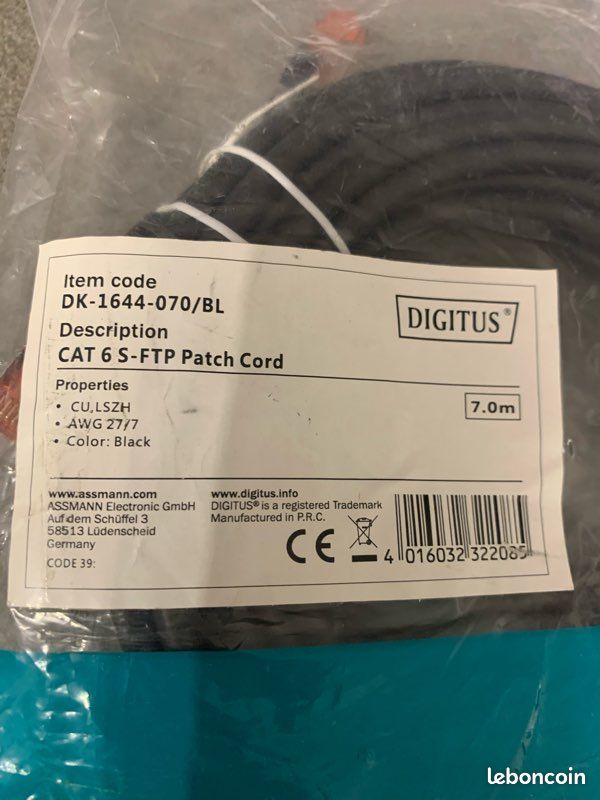 Item code
DK-1644-070/BL
DIGITUS®
Description
CAT 6 S-FTP Patch Cord
Properties
7.0m
• CU,LSZH
• AWG 27/7
• Color: Black
www.assmann.com
ASSMANN Electronic GmbH
Auf dem Schüffel 3
58513 Lüdenscheid
Germany
CODE 39:
www.digitus.info
DIGITUS® is a registered Trademark
Manufactured in P.R.C.
CE
4 016032 322085
leboncoin